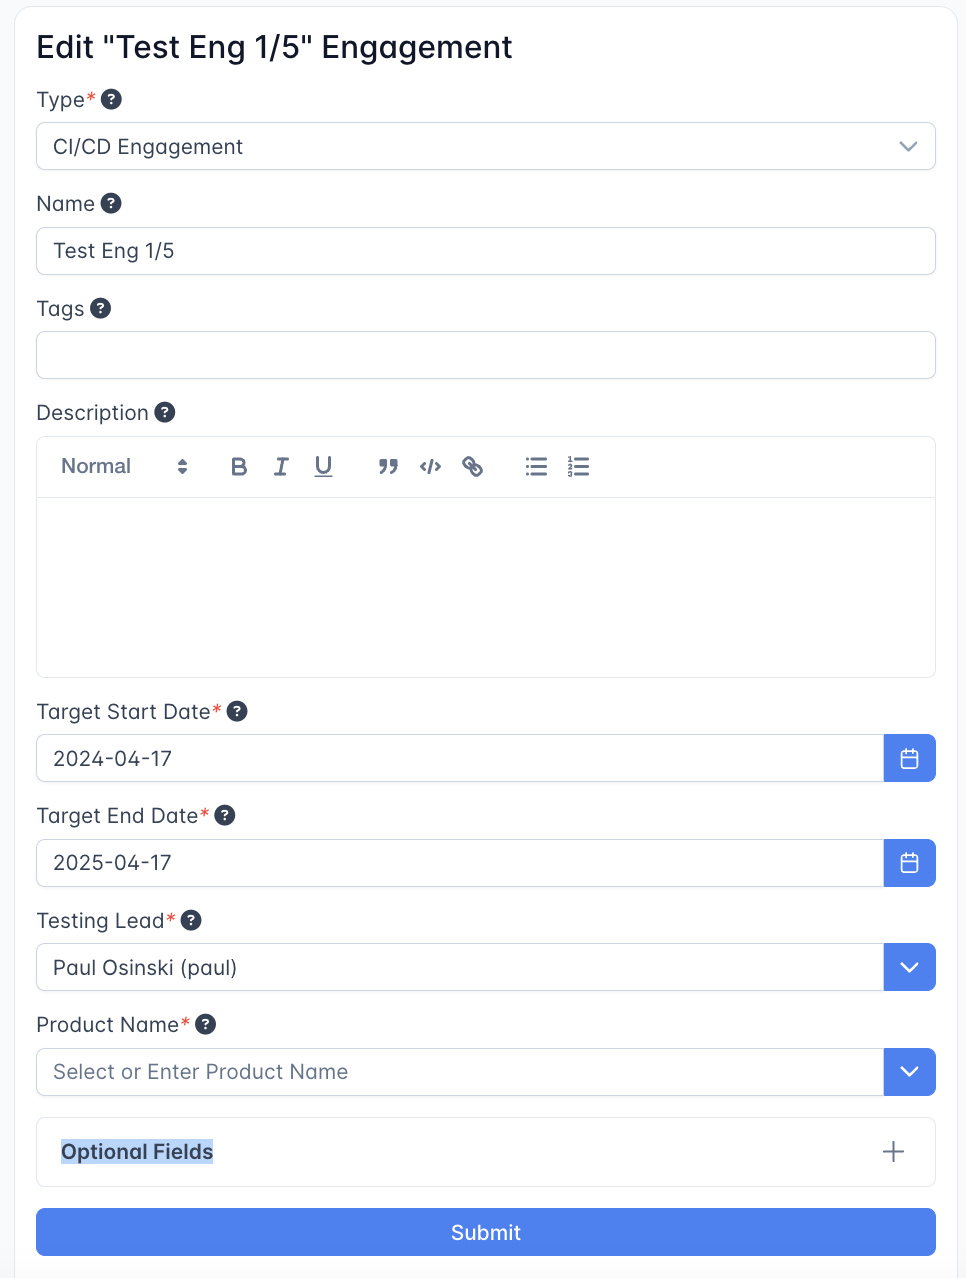 Edit "Test Eng 1/5" Engagement
Type*
CI/CD Engagement
Name
Test Eng 1/5
Tags
Description
Normal
Target Start Date*
2024-04-17
Target End Date*
2025-04-17
Testing Lead*
Paul Osinski (paul)
Product Name*
Select or Enter Product Name
Optional Fields
Submit